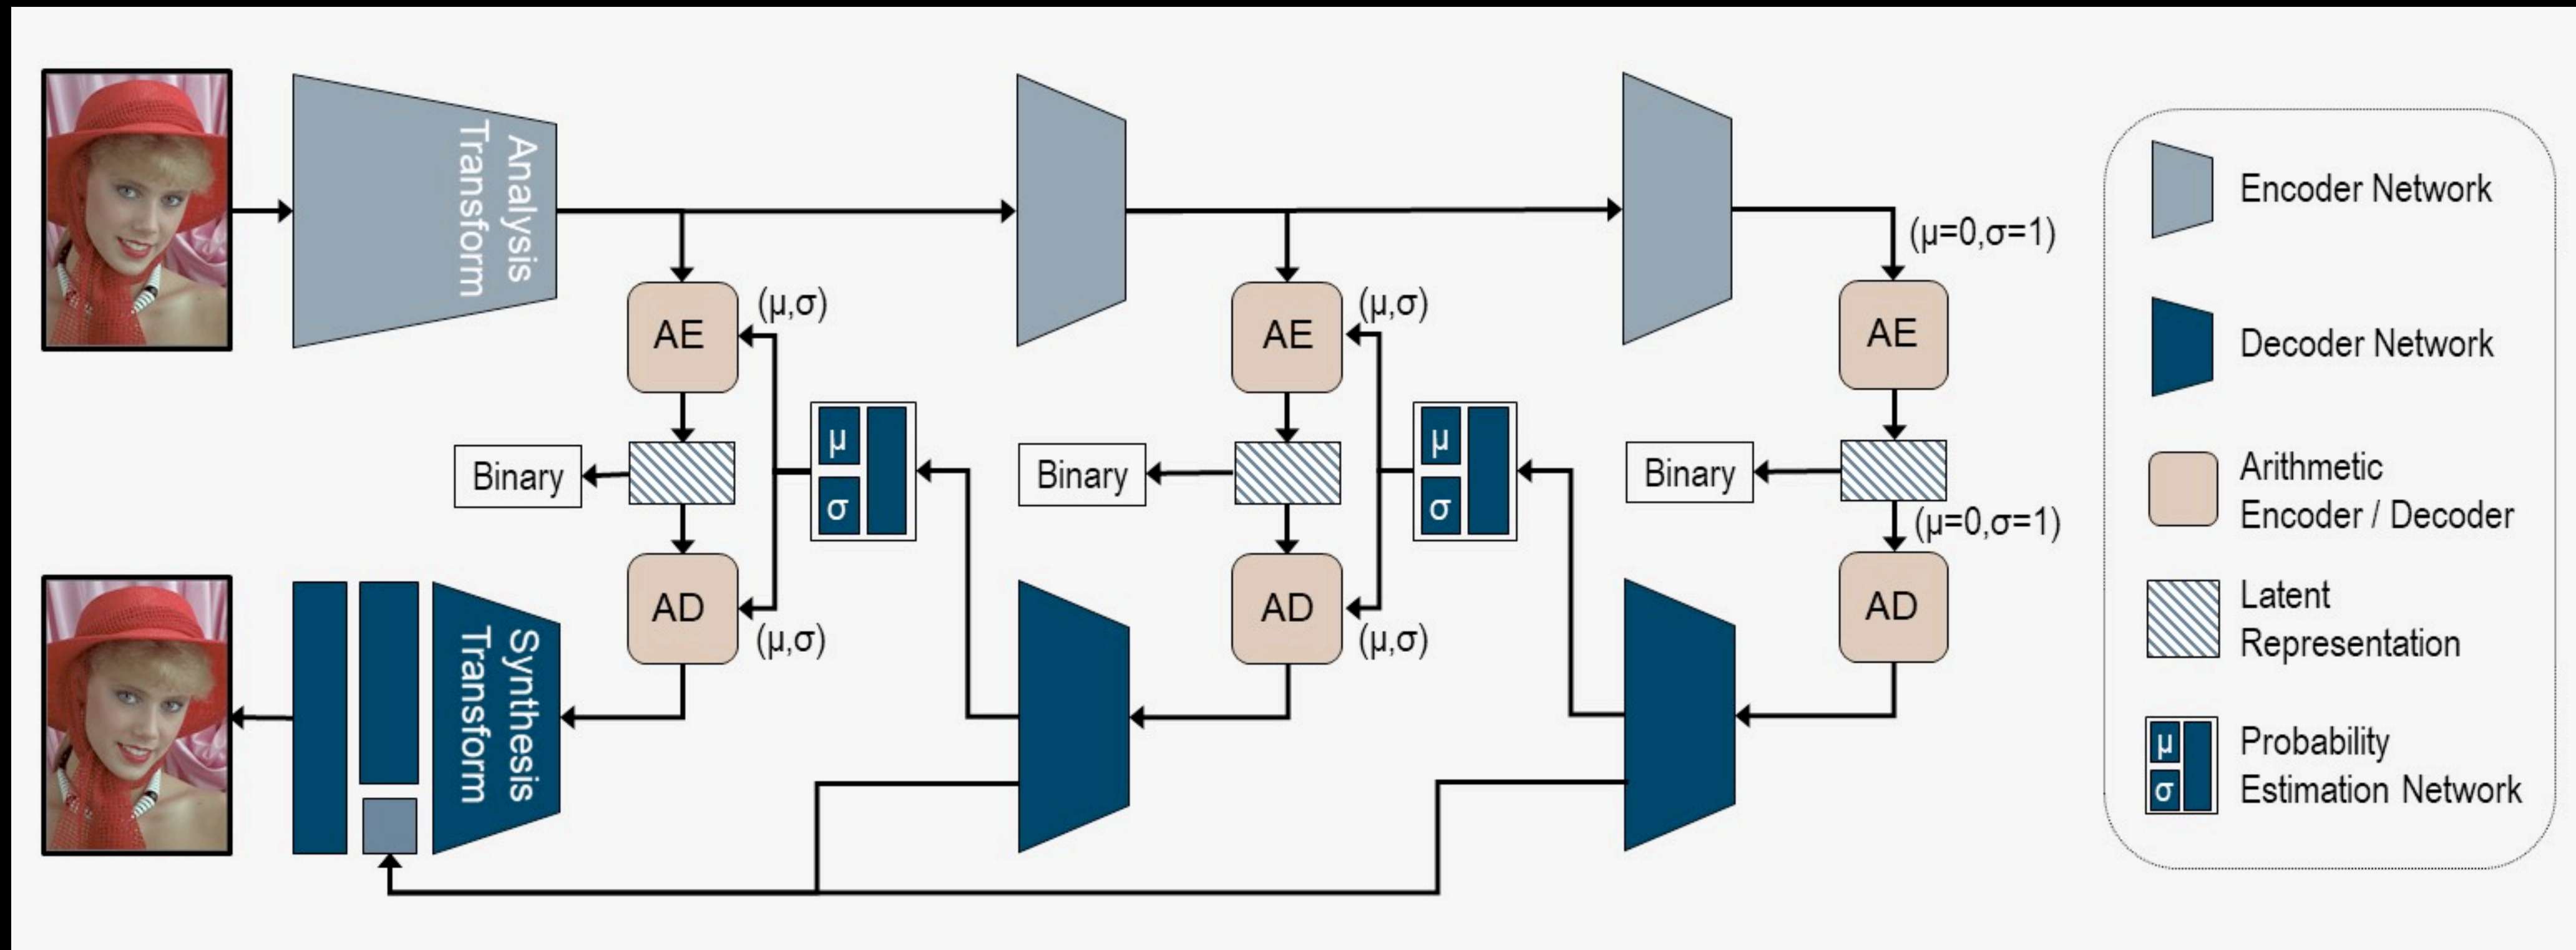 Analysis
Transform
(μ=0,σ=1)
AE
(μ,σ)
AE
(μ,σ)
AE
Binary
μ
σ
Binary
μ
σ
Binary
(μ=0,σ=1)
AD
(μ,σ)
AD
(μ,σ)
AD
Synthesis
Transform
Encoder Network
Decoder Network
Arithmetic
Encoder / Decoder
Latent
Representation
μ
σ
Probability
Estimation Network